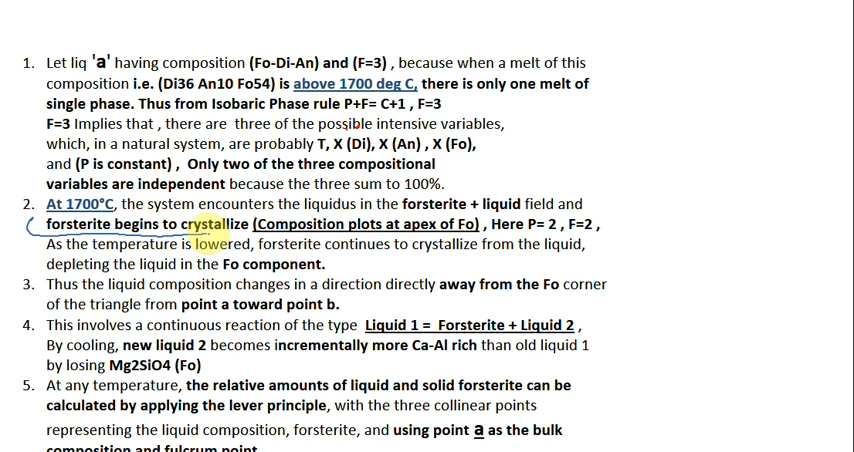 1. Let liq 'a' having composition (Fo-Di-An) and (F=3) , because when a melt of this
composition i.e. (Di36 An10 Fo54) is above 1700 deg C, there is only one melt of
single phase. Thus from Isobaric Phase rule P+F= C+1 , F=3
F=3 Implies that , there are three of the possible intensive variables,
which, in a natural system, are probably T, X (Di), X (An) , X (Fo),
and (P is constant) , Only two of the three compositional
variables are independent because the three sum to 100%.
2. At 1700°C, the system encounters the liquidus in the forsterite + liquid field and
forsterite begins to crystallize (Composition plots at apex of Fo) , Here P= 2 , F=2 ,
As the temperature is lowered, forsterite continues to crystallize from the liquid,
depleting the liquid in the Fo component.
3. Thus the liquid composition changes in a direction directly away from the Fo corner
of the triangle from point a toward point b.
4. This involves a continuous reaction of the type Liquid 1 = Forsterite + Liquid 2 ,
By cooling, new liquid 2 becomes incrementally more Ca-Al rich than old liquid 1
by losing Mg2SiO4 (Fo)
5. At any temperature, the relative amounts of liquid and solid forsterite can be
calculated by applying the lever principle, with the three collinear points
representing the liquid composition, forsterite, and using point a as the bulk
composition and fulcrum point